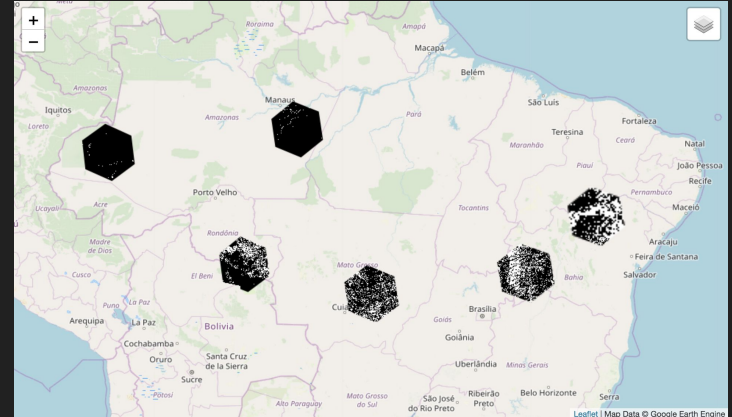 +
−
Meta
Roraima
Amapá
Macapá
Belém
Amazonas
Manaus
São Luís
Iquitos
Fortaleza
Loreto
Amazonas
Pará
Teresina
Ceará
Maranhão
Natal
Piauí
João Pessoa
Recife
Pernambuco
Porto Velho
Ucayali
Acre
Tocantins
Maceió
Rondônia
Madre de Dios
Aracaju
Feira de Santana
Mato Grosso
Cusco
El Beni
Bahia
Salvador
Puno
La Paz
Cuia
Brasília
Arequipa
La Paz
Bolivia
Goiás
Goiânia
Cochabamba
Oruro
Santa Cruz de la Sierra
Uberlândia
Minas Gerais
Sucre
Potosí
Alto Paraguay
Mato Grosso do Sul
São José do Rio Preto
Ribeirão Preto
Belo Horizonte
Serra
Leaflet | Map Data © Google Earth Engine